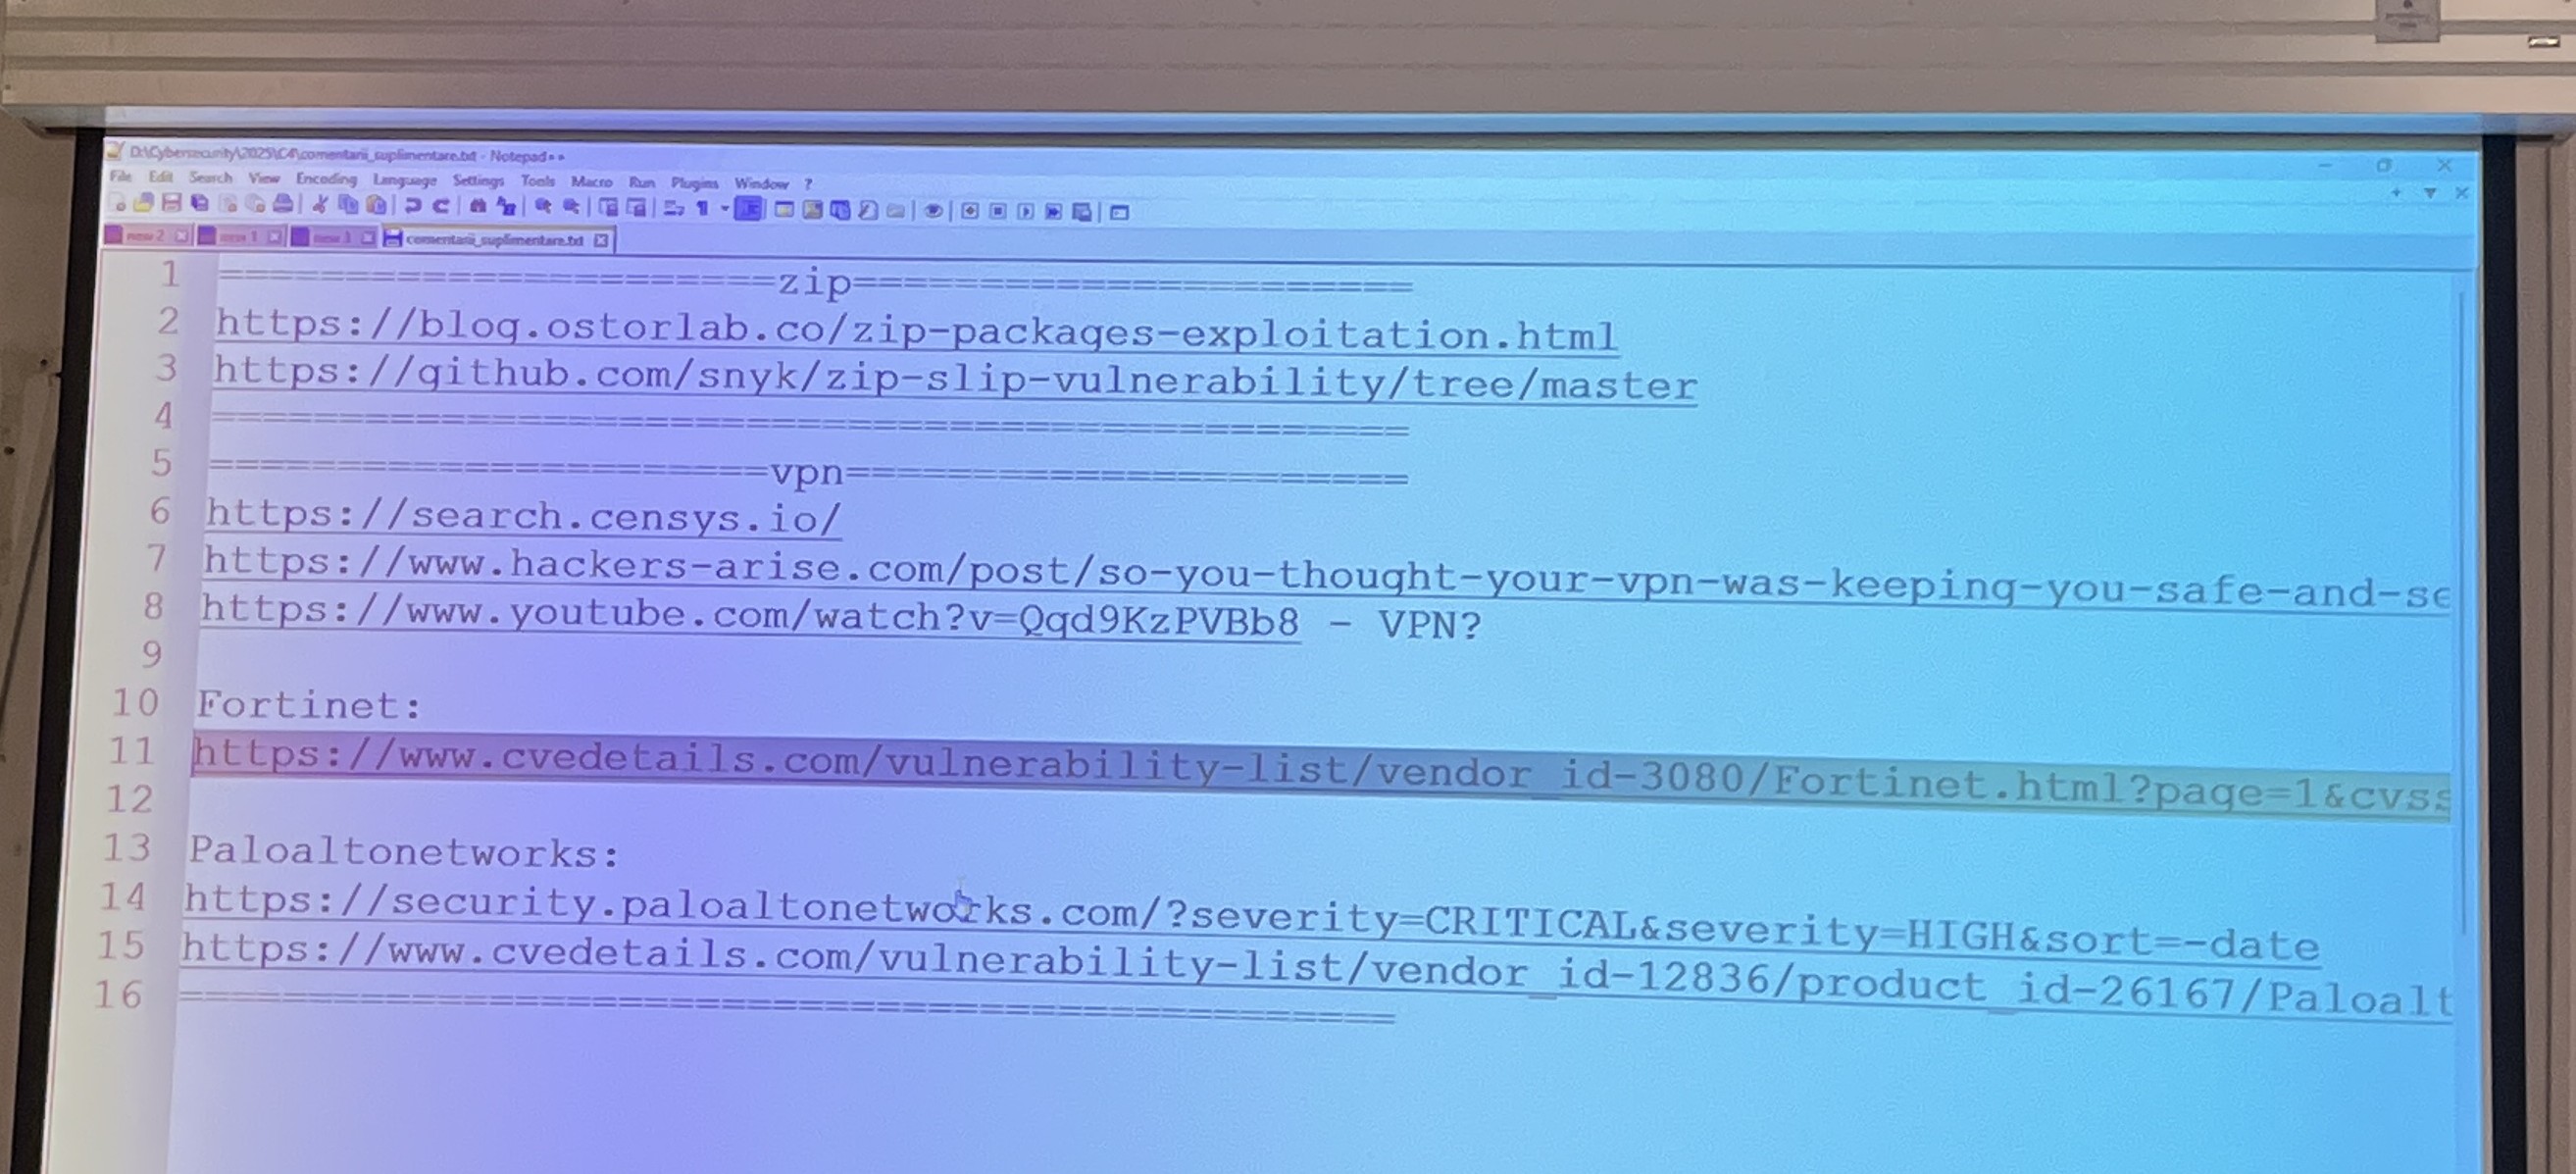 D:\Cybersecurity\2025\C4\comentarii_suplimentare.txt - Notepad++
File Edit Search View Encoding Language Settings Tools Macro Run Plugins Window ?
new 2 new 1 new 3 comentarii_suplimentare.txt
1 ======================zip======================
2 https://blog.ostorlab.co/zip-packages-exploitation.html
3 https://github.com/snyk/zip-slip-vulnerability/tree/master
4 ===============================================
5 ======================vpn======================
6 https://search.censys.io/
7 https://www.hackers-arise.com/post/so-you-thought-your-vpn-was-keeping-you-safe-and-se
8 https://www.youtube.com/watch?v=Qqd9KzPVBb8 - VPN?
9
10 Fortinet:
11 https://www.cvedetails.com/vulnerability-list/vendor_id-3080/Fortinet.html?page=1&cvss
12
13 Paloaltonetworks:
14 https://security.paloaltonetworks.com/?severity=CRITICAL&severity=HIGH&sort=-date
15 https://www.cvedetails.com/vulnerability-list/vendor_id-12836/product_id-26167/Paloalt
16 ================================================